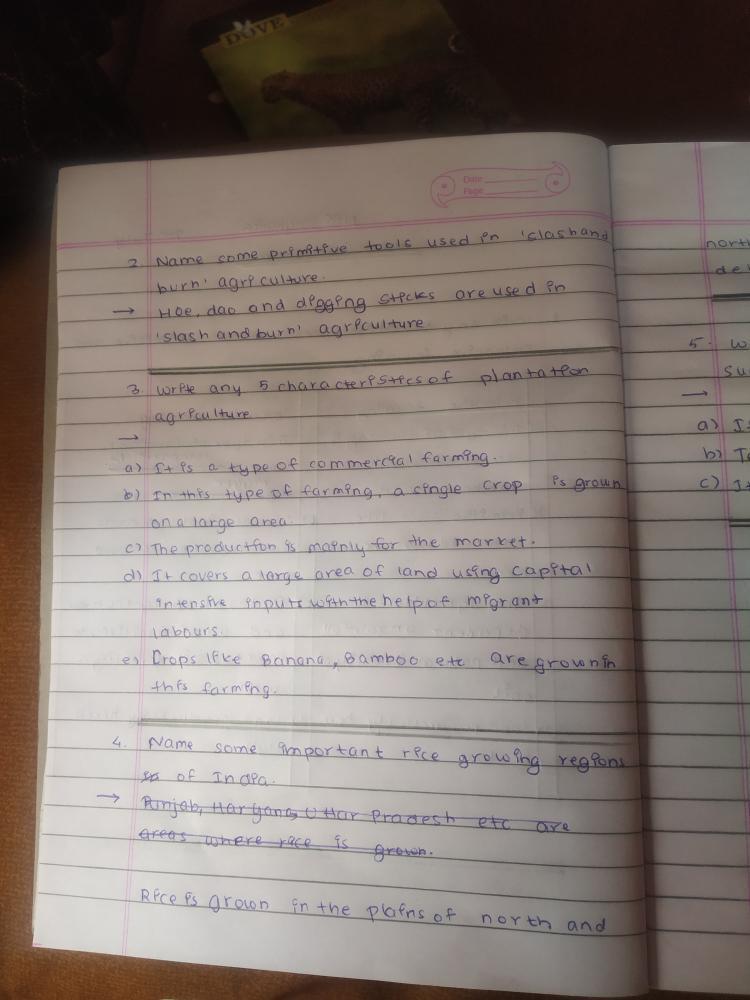 DOVE
Date
Page
2. Name come primitive tools used in 'slash and
burn' agriculture.
→ Hoe, dao and digging sticks are used in
'slash and burn' agriculture
3. Write any 5 characteristics of plantation
agriculture
→
a) It is a type of commercial farming.
b) In this type of farming, a single crop is grown
on a large area.
c) The production is mainly for the market.
d) It covers a large area of land using capital
intensive inputs with the help of migrant
labours.
e) Crops like Banana, Bamboo etc are grown in
this farming.
4. Name some important rice growing regions
of India.
→ Punjab, Haryana, Uttar Pradesh etc are
areas where rice is grown.
Rice is grown in the plains of north and
north
de
5. W
su
→
a) I
b)
c) It